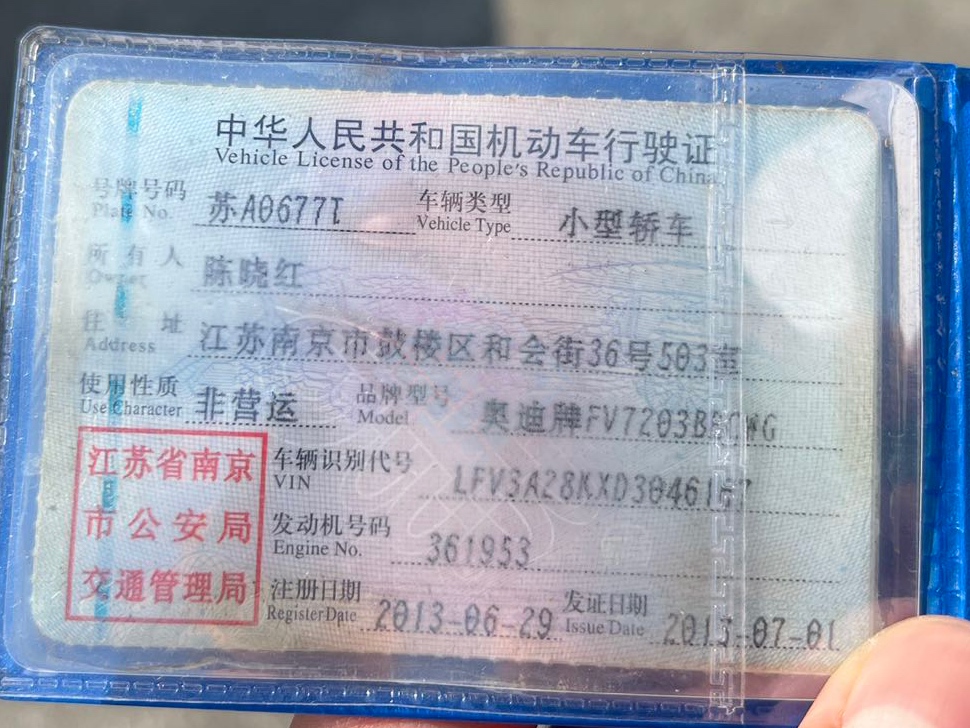 中华人民共和国机动车行驶证
Vehicle License of the People's Republic of China
号牌号码 苏A0677 车辆类型 小型轿车
Plate No. Vehicle Type
所有人 陈晓红
Owner
住址 江苏南京市鼓楼区和会街36号503室
Address
使用性质 非营运 品牌型号 奥迪牌
Use Character Model
江苏省南京 车辆识别代号
VIN
市公安局 发动机号码 361953
Engine No.
交通管理局 注册日期 2013-06-29 发证日期 2013-07-01
Register Date Issue Date